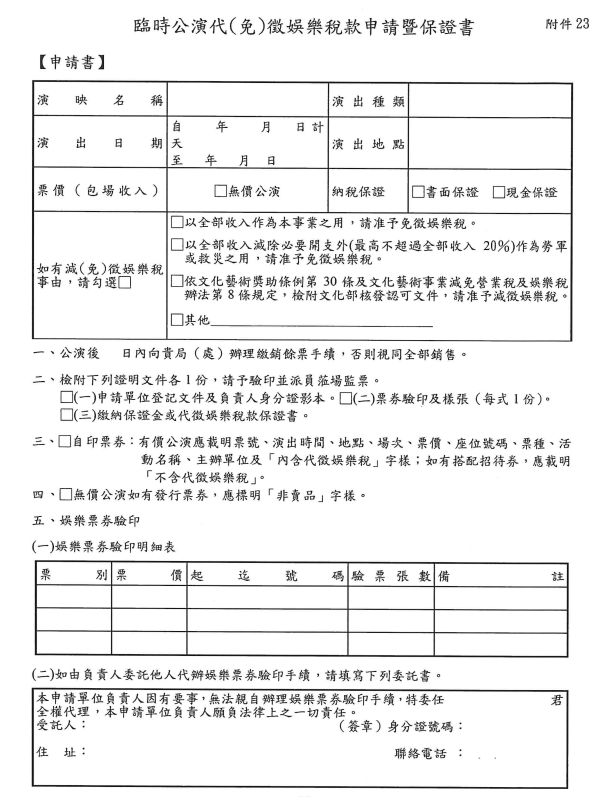 臨時公演代(免)徵娛樂稅款申請暨保證書 附件23
【申請書】
演映名稱 演出種類
演出日期 自 年 月 日計
天
至 年 月 日 演出地點
票價(包場收入) □無價公演 納稅保證 □書面保證 □現金保證
如有減(免)徵娛樂稅事由,請勾選□
□以全部收入作為本事業之用,請准予免徵娛樂稅。
□以全部收入減除必要開支外(最高不超過全部收入 20%)作為勞軍
或救災之用,請准予免徵娛樂稅。
□依文化藝術獎助條例第 30 條及文化藝術事業減免營業稅及娛樂稅
辦法第 8 條規定,檢附文化部核發認可文件,請准予減徵娛樂稅。
□其他
一、公演後 日內向貴局(處)辦理繳銷餘票手續,否則視同全部銷售。
二、檢附下列證明文件各1份,請予驗印並派員蒞場監票。
□(一)申請單位登記文件及負責人身分證影本。□(二)票券驗印及樣張(每式1份)。
□(三)繳納保證金或代徵娛樂稅款保證書。
三、□自印票券:有價公演應載明票號、演出時間、地點、場次、票價、座位號碼、票種、活
動名稱、主辦單位及「內含代徵娛樂稅」字樣;如有搭配招待券,應載明
「不含代徵娛樂稅」。
四、□無價公演如有發行票券,應標明「非賣品」字樣。
五、娛樂票券驗印
(一)娛樂票券驗印明細表
票別 票價 起迄號碼 驗票張數 備註
(二)如由負責人委託他人代辦娛樂票券驗印手續,請填寫下列委託書。
本申請單位負責人因有要事,無法親自辦理娛樂票券驗印手續,特委任 君
全權代理,本申請單位負責人願負法律上之一切責任。
受託人: (簽章)身分證號碼:
住 址: 聯絡電話 :